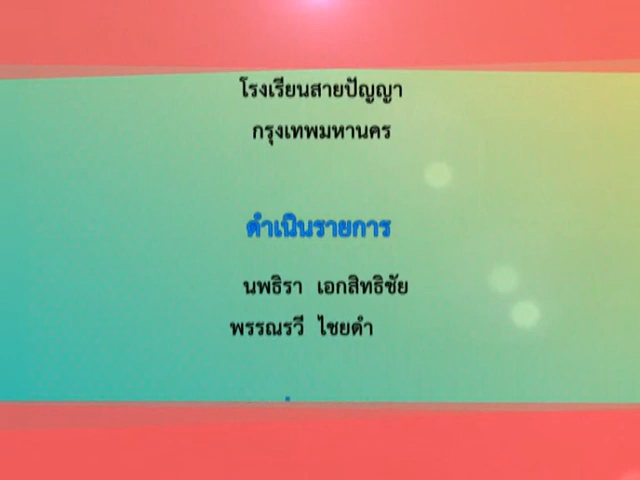 โรงเรียนสายปัญญา
กรุงเทพมหานคร
ดำเนินรายการ
นพธิรา เอกสิทธิชัย
พรรณรวี ไชยดำ